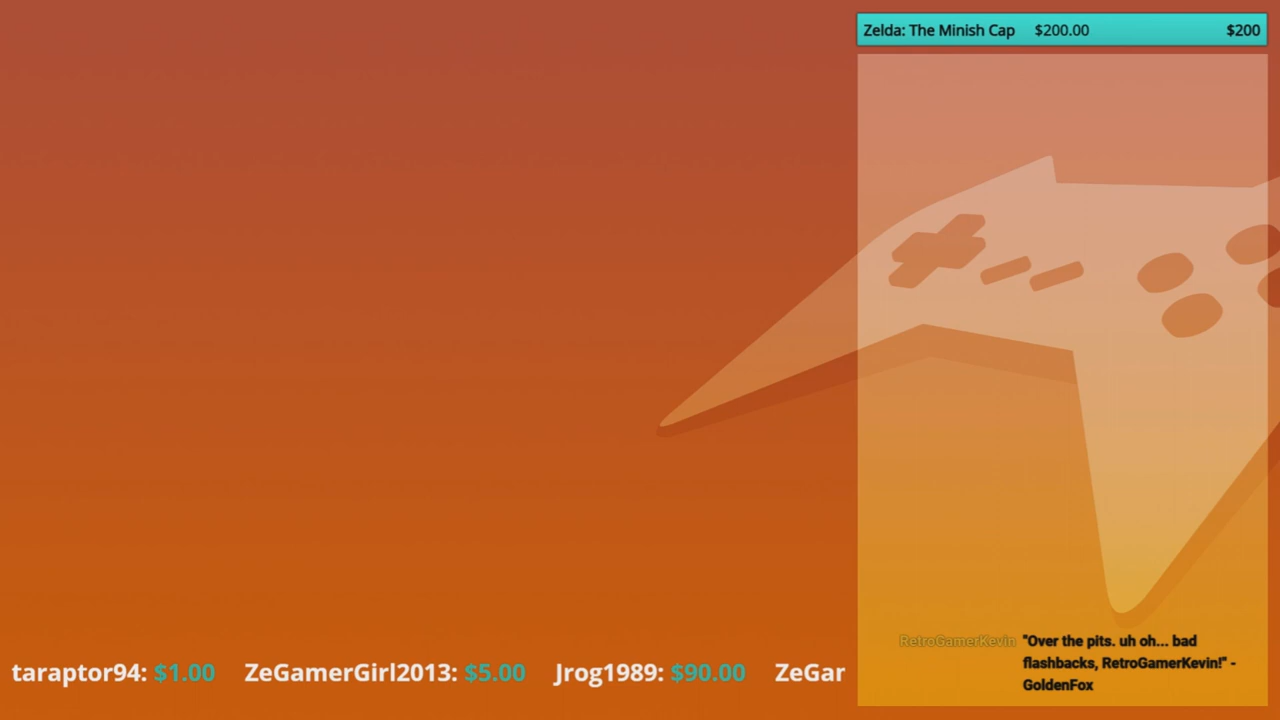 Zelda: The Minish Cap $200.00 $200
RetroGamerKevin "Over the pits. uh oh... bad
flashbacks, RetroGamerKevin!" -
GoldenFox
taraptor94: $1.00 ZeGamerGirl2013: $5.00 Jrog1989: $90.00 ZeGar